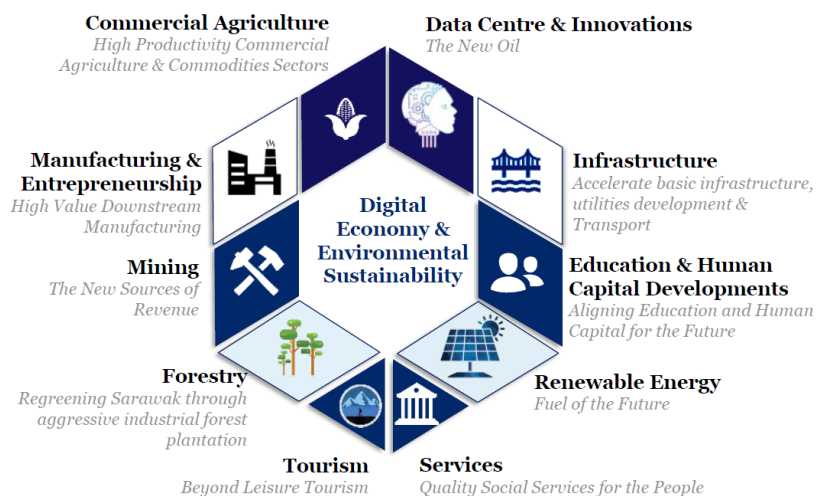 Commercial Agriculture
High Productivity Commercial
Agriculture & Commodities Sectors
Data Centre & Innovations
The New Oil
Manufacturing &
Entrepreneurship
High Value Downstream
Manufacturing
Infrastructure
Accelerate basic infrastructure,
utilities development &
Transport
Digital
Economy &
Environmental
Sustainability
Mining
The New Sources of
Revenue
Education & Human
Capital Developments
Aligning Education and Human
Capital for the Future
Forestry
Regreening Sarawak through
aggressive industrial forest
plantation
Renewable Energy
Fuel of the Future
Tourism
Beyond Leisure Tourism
Services
Quality Social Services for the People